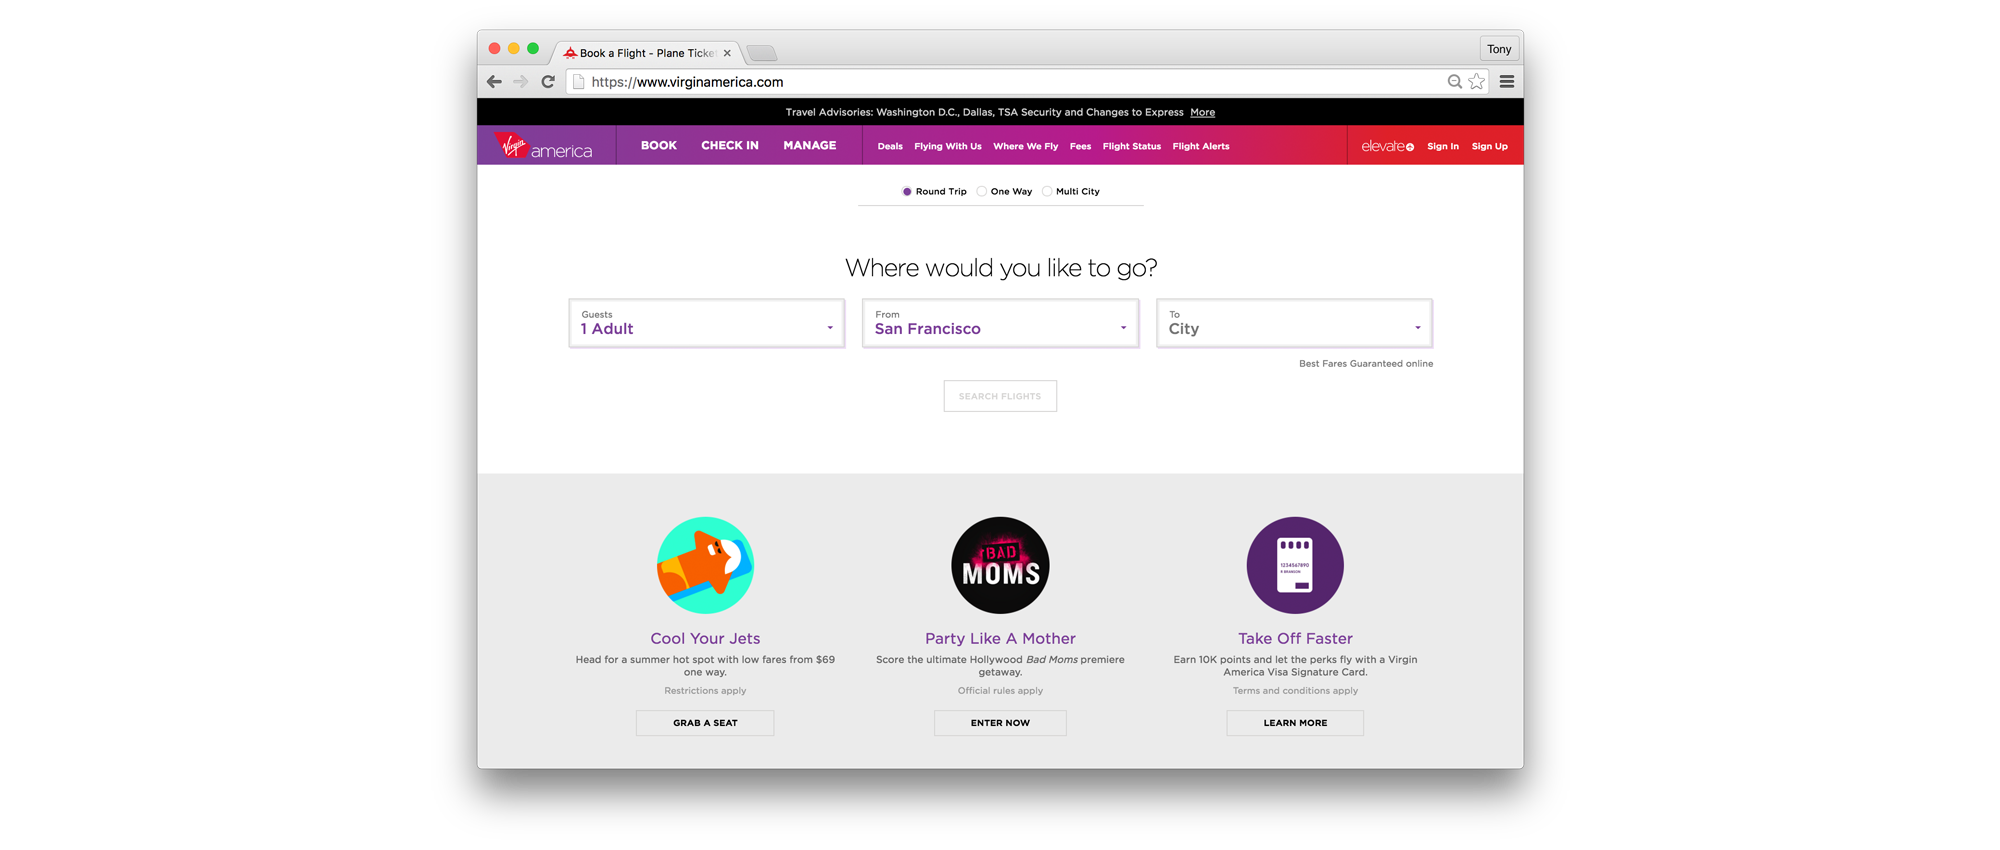 Book a Flight - Plane Ticke
Tony
https://www.virginamerica.com
Travel Advisories: Washington D.C., Dallas, TSA Security and Changes to Express More
Virgin america
BOOK CHECK IN MANAGE
Deals Flying With Us Where We Fly Fees Flight Status Flight Alerts
elevate Sign In Sign Up
Round Trip One Way Multi City
Where would you like to go?
Guests
1 Adult
From
San Francisco
To
City
Best Fares Guaranteed online
SEARCH FLIGHTS
BAD
MOMS
1234567890
R BRANSON
Cool Your Jets
Head for a summer hot spot with low fares from $69
one way.
Restrictions apply
GRAB A SEAT
Party Like A Mother
Score the ultimate Hollywood Bad Moms premiere
getaway.
Official rules apply
ENTER NOW
Take Off Faster
Earn 10K points and let the perks fly with a Virgin
America Visa Signature Card.
Terms and conditions apply
LEARN MORE